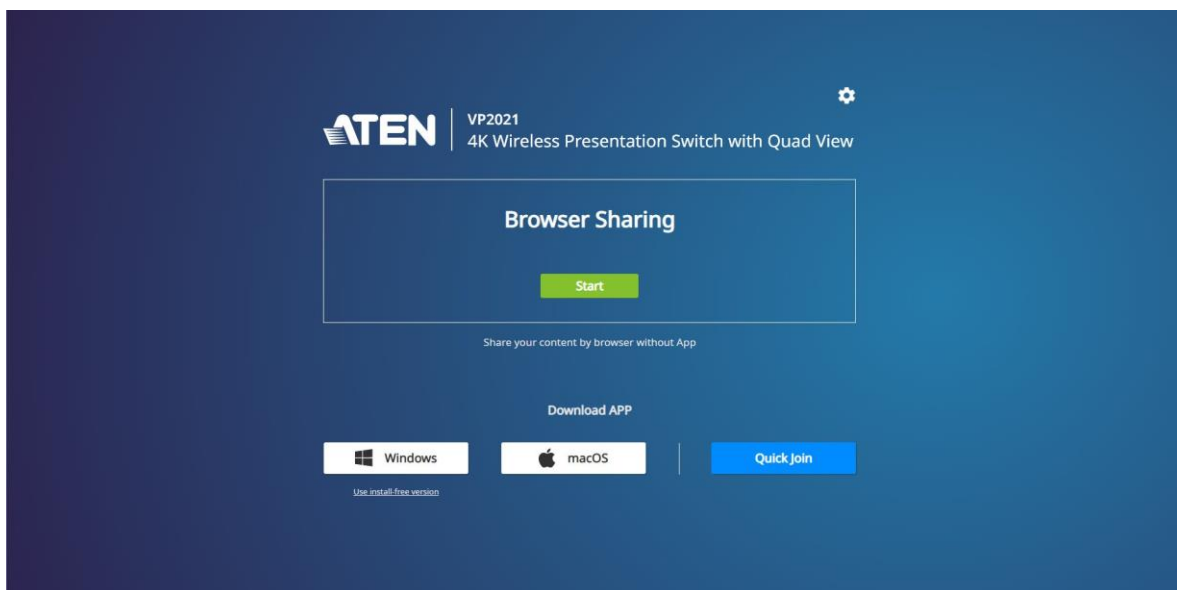 ATEN
VP2021
4K Wireless Presentation Switch with Quad View
Browser Sharing
Start
Share your content by browser without App
Download APP
Windows
macOS
Quick Join
Use install-free version